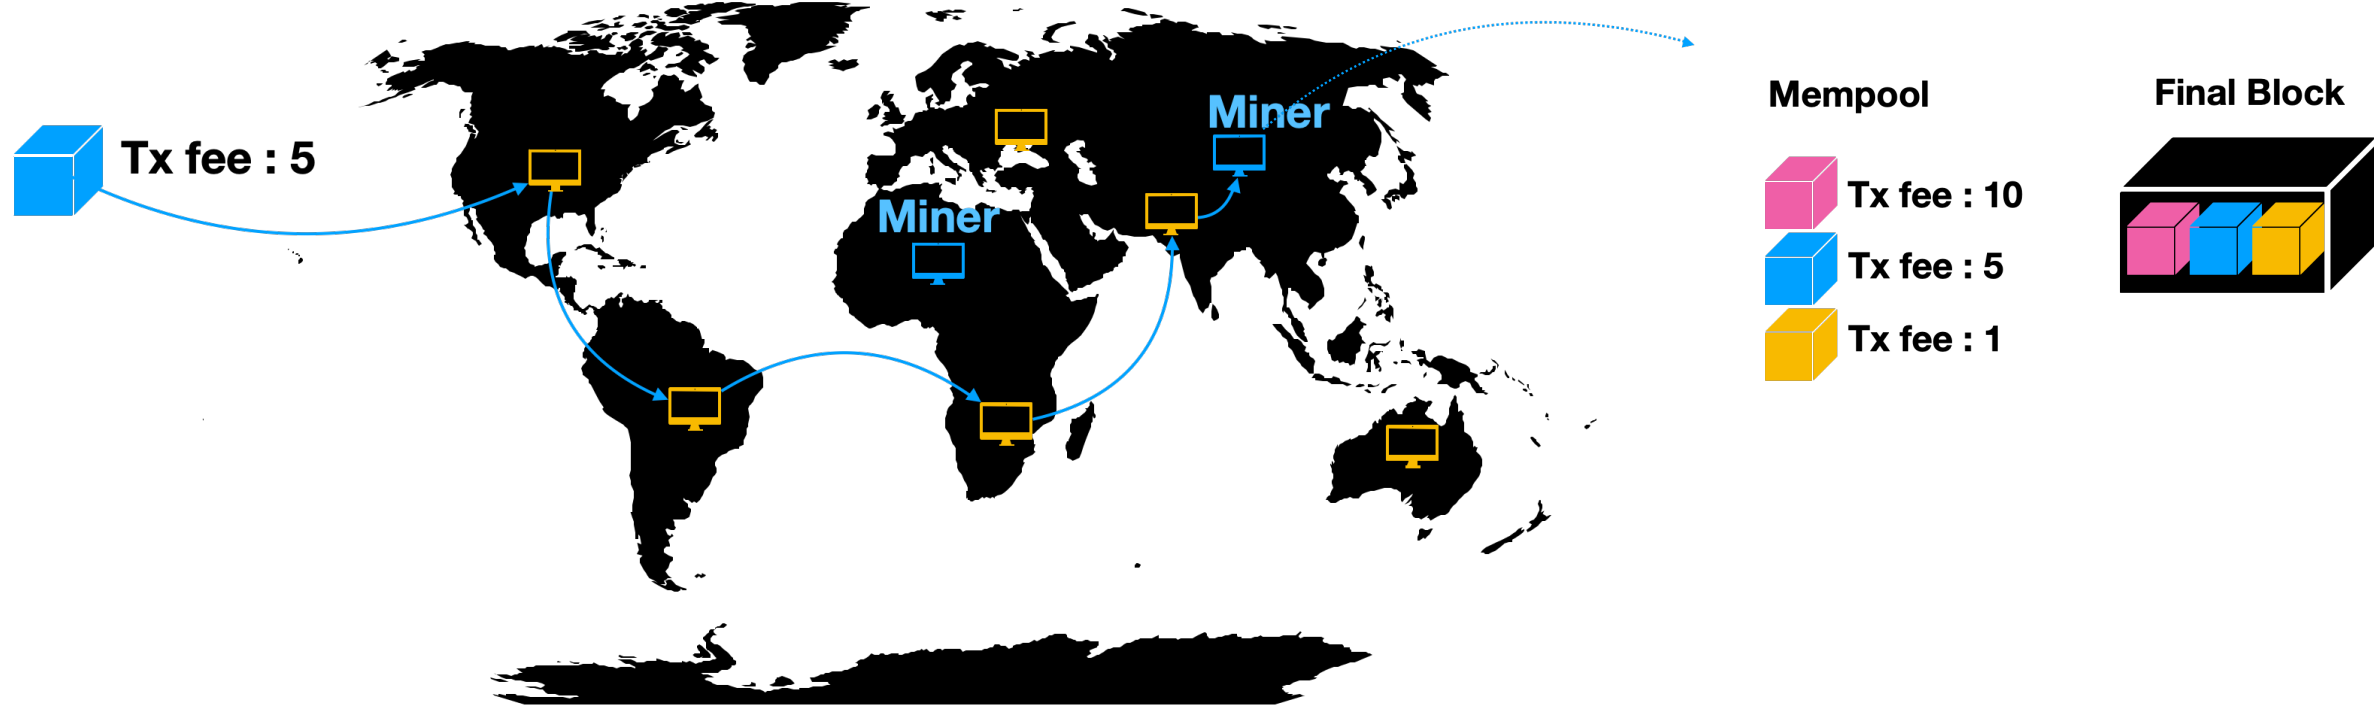 Tx fee : 5
Miner
Miner
Mempool
Tx fee : 10
Tx fee : 5
Tx fee : 1
Final Block